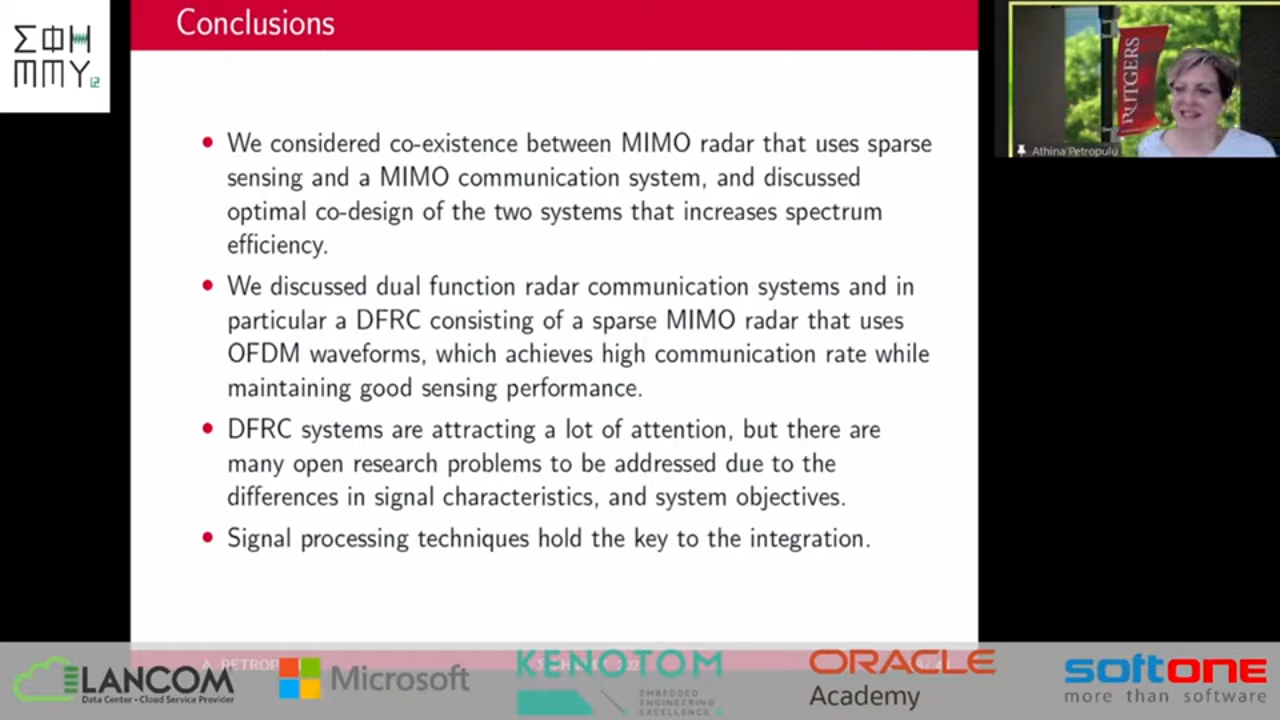 ΣΦΗ
ΜΜΥ 12
Conclusions
RUTGERS
Athina Petropulu
• We considered co-existence between MIMO radar that uses sparse
sensing and a MIMO communication system, and discussed
optimal co-design of the two systems that increases spectrum
efficiency.
• We discussed dual function radar communication systems and in
particular a DFRC consisting of a sparse MIMO radar that uses
OFDM waveforms, which achieves high communication rate while
maintaining good sensing performance.
• DFRC systems are attracting a lot of attention, but there are
many open research problems to be addressed due to the
differences in signal characteristics, and system objectives.
• Signal processing techniques hold the key to the integration.
LANCOM
Data Center - Cloud Service Provider
Microsoft
KENOTOM
EMBEDDED
ENGINEERING
EXCELLENCE
ORACLE
Academy
softone
more than software